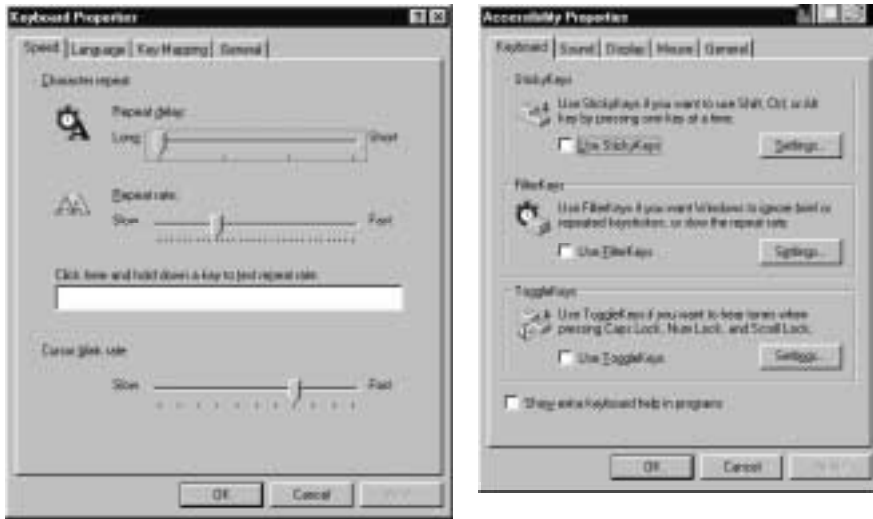 Keyboard Properties
Speed Language Key Mapping General
Character repeat
Repeat delay:
Long Short
Repeat rate:
Slow Fast
Click here and hold down a key to test repeat rate:
Cursor blink rate
Slow Fast
OK Cancel
Accessibility Properties
Keyboard Sound Display Mouse General
StickyKeys
Use StickyKeys if you want to use Shift, Ctrl, or Alt
key by pressing one key at a time.
Use StickyKeys Settings...
FilterKeys
Use FilterKeys if you want Windows to ignore brief or
repeated keystrokes, or slow the repeat rate.
Use FilterKeys Settings...
ToggleKeys
Use ToggleKeys if you want to hear tones when
pressing Caps Lock, Num Lock, and Scroll Lock.
Use ToggleKeys Settings...
Show extra keyboard help in programs
OK Cancel